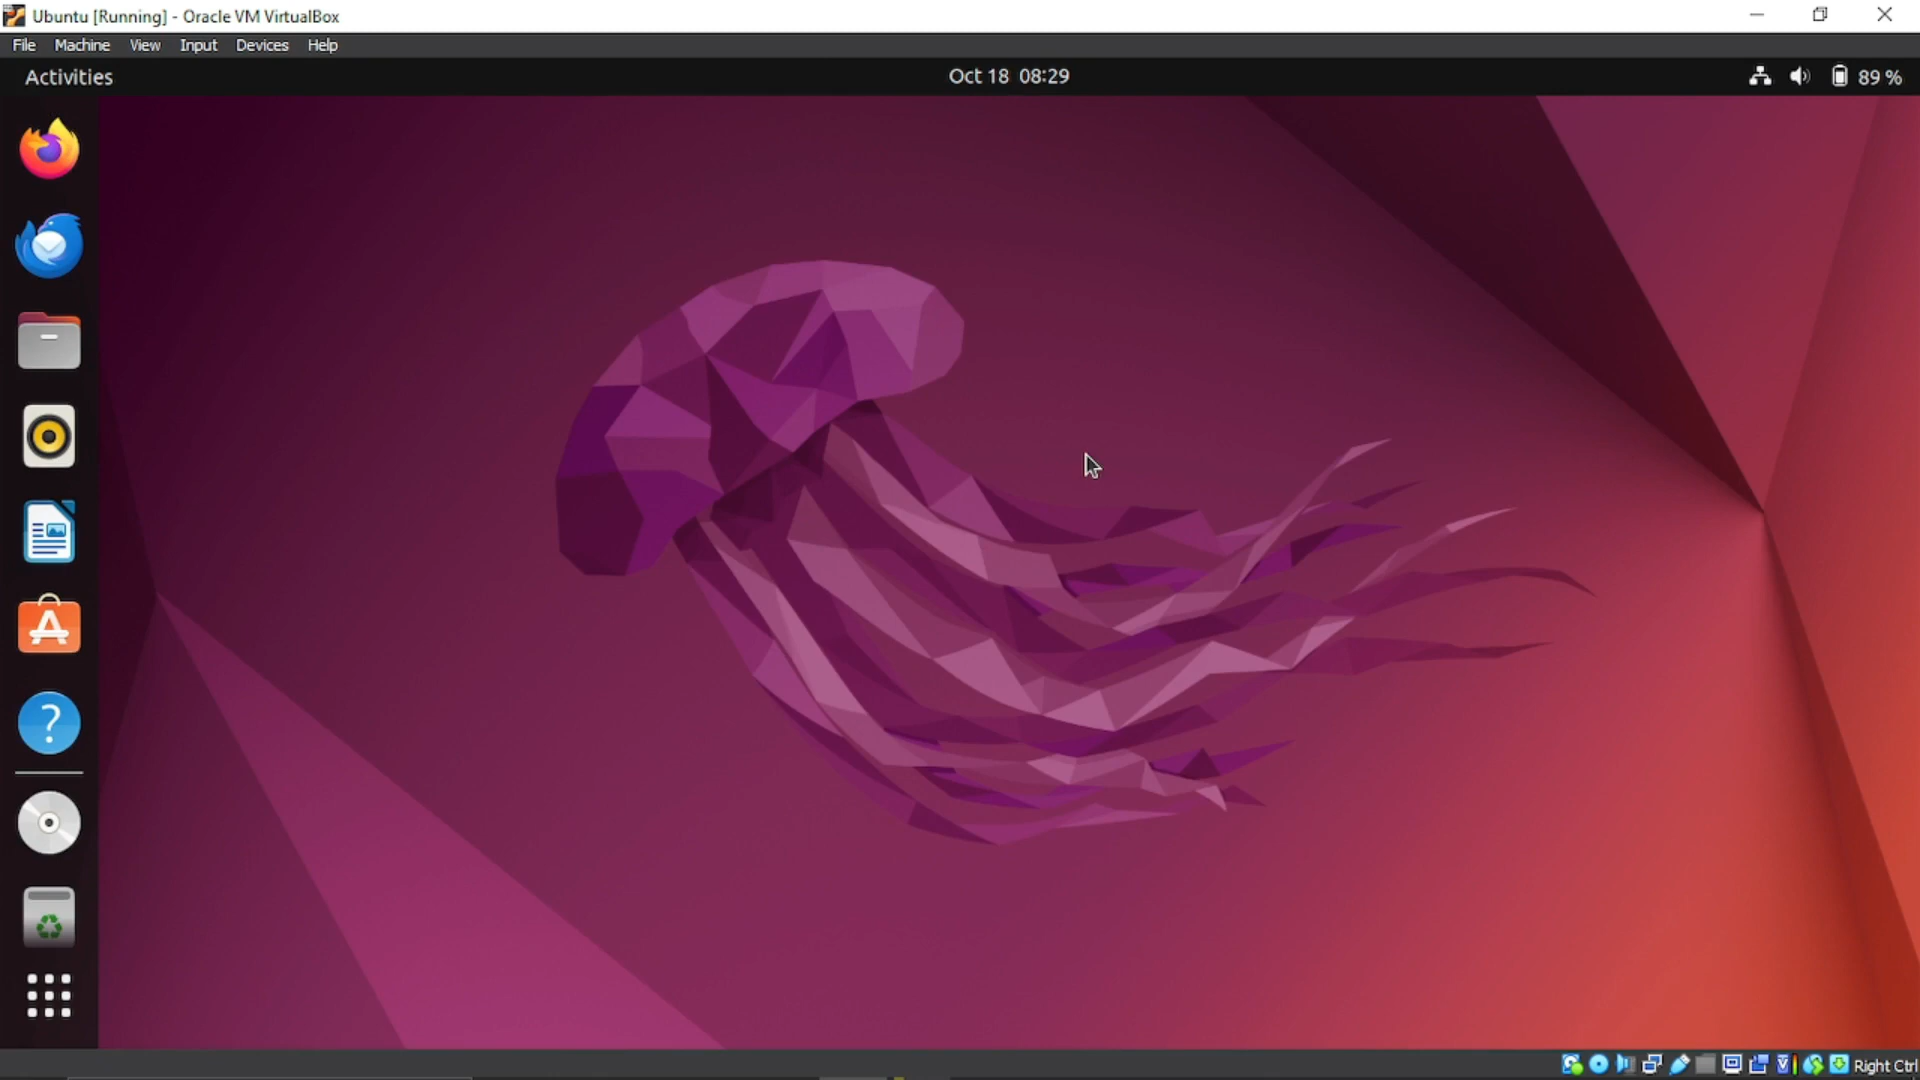 Ubuntu [Running] - Oracle VM VirtualBox
File Machine View Input Devices Help
Activities
Oct 18 08:29
89 %
Right Ctrl